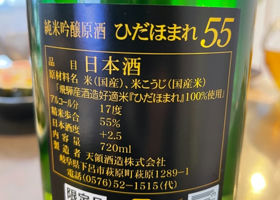 純米吟醸原酒 ひだほまれ 55
品目 日本酒
原材料名 米(国産)、米こうじ(国産米)
「飛騨産酒造好適米『ひだほまれ』100%使用」
アルコール分 17度
精米歩合 55%
日本酒度 +2.5
内容量 720ml
製造者 天領酒造株式会社
岐阜県下呂市萩原町萩原1289-1
電話(0576)52-1515(代)
限定品